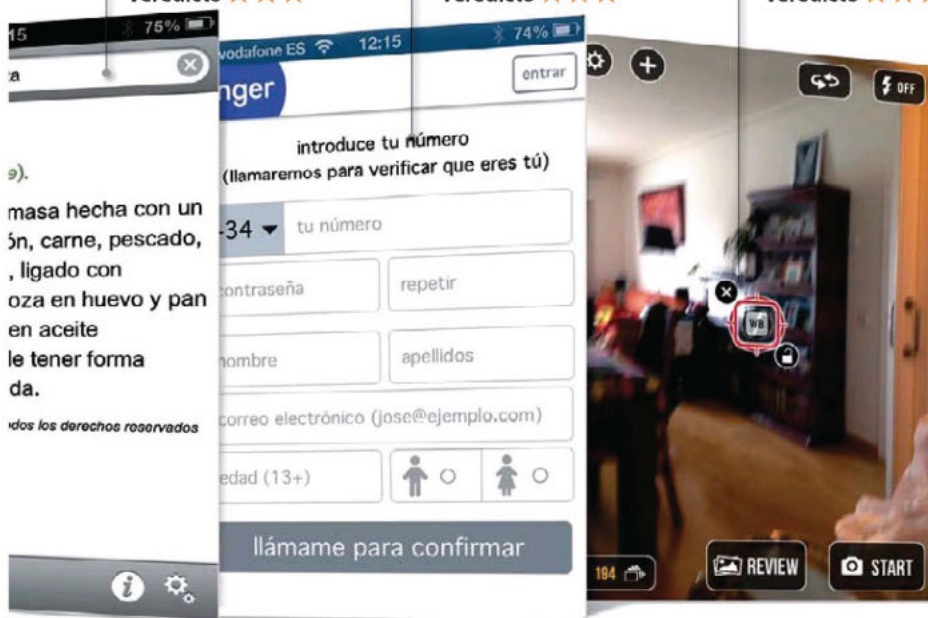 Veredicto ★★★
Veredicto ★★★
Veredicto ★★★
15 75%
ta
e).
masa hecha con un
ón, carne, pescado,
, ligado con
oza en huevo y pan
en aceite
le tener forma
da.
dos los derechos reservados
vodafone ES 12:15 74%
nger
entrar
introduce tu número
(llamaremos para verificar que eres tú)
-34 tu número
contraseña repetir
nombre apellidos
correo electrónico (jose@ejemplo.com)
edad (13+)
llámame para confirmar
OFF
WB
194
REVIEW
START